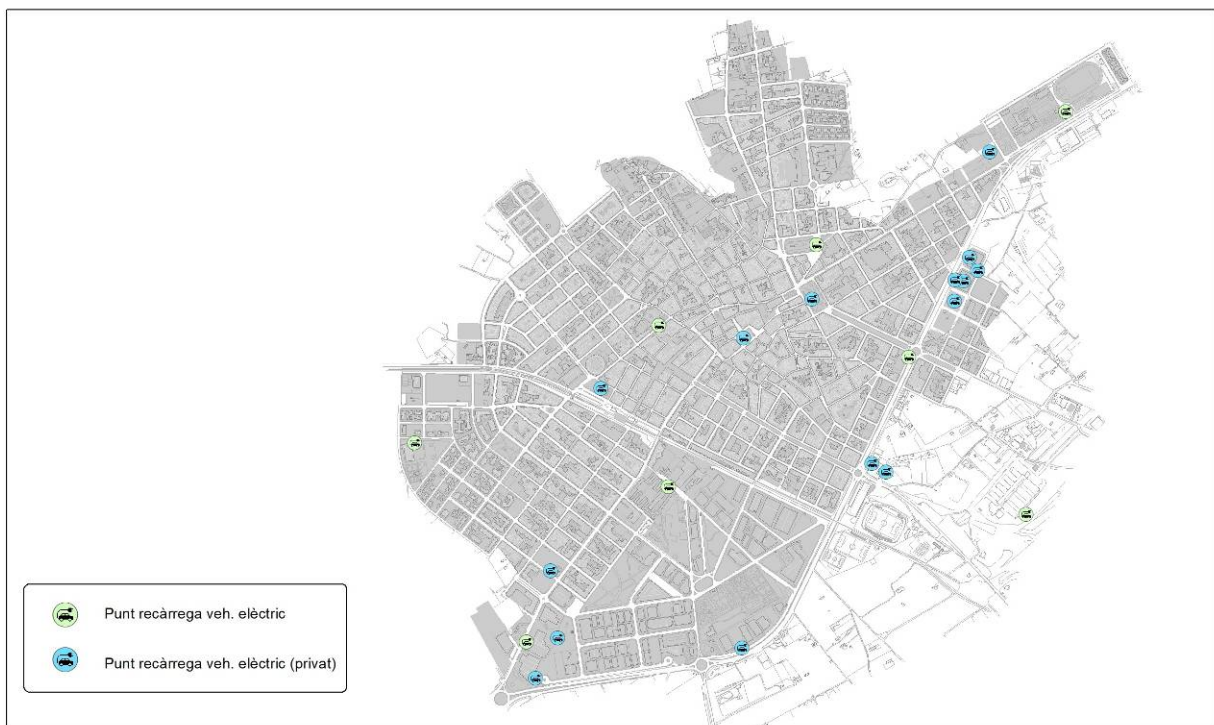 Punt recàrrega veh. elèctric
Punt recàrrega veh. elèctric (privat)